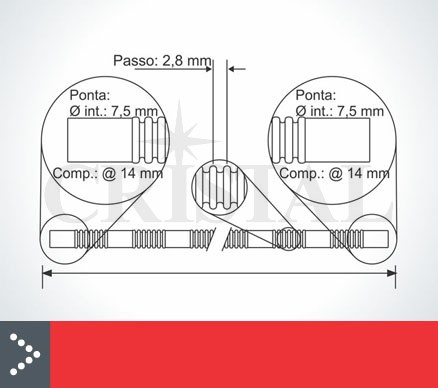 Passo: 2,8 mm
Ponta:
Ø int.: 7,5 mm
Comp.: @ 14 mm
Ponta:
Ø int.: 7,5 mm
Comp.: @ 14 mm
CRISTAL